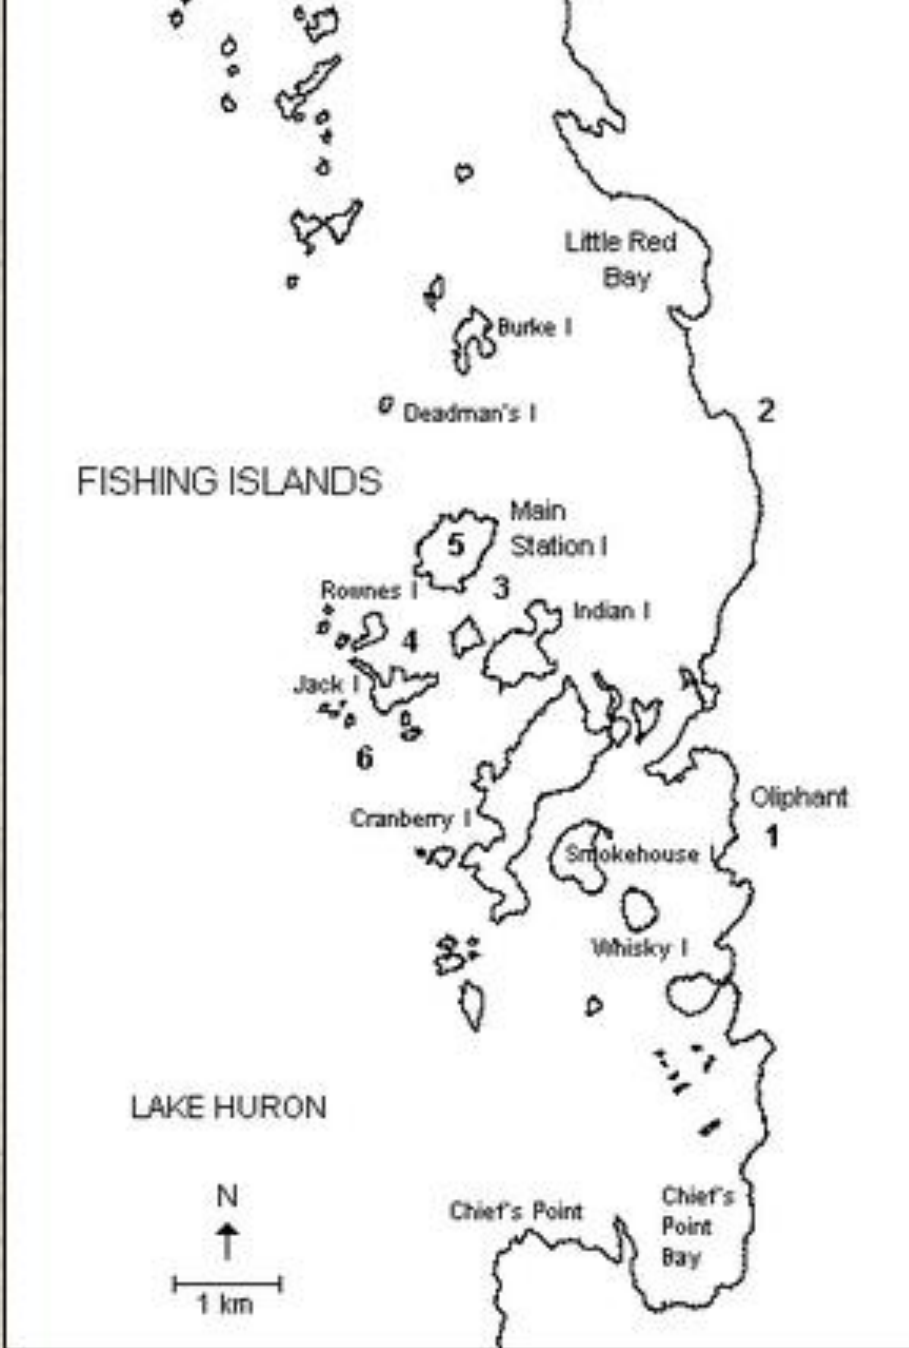 Little Red
Bay
Burke I
Deadman's I
2
FISHING ISLANDS
Main
Station I
5
3
Rownes I
Indian I
4
Jack I
6
Oliphant
1
Cranberry I
Smokehouse I
Whisky I
LAKE HURON
N
1 km
Chief's Point
Chief's
Point
Bay